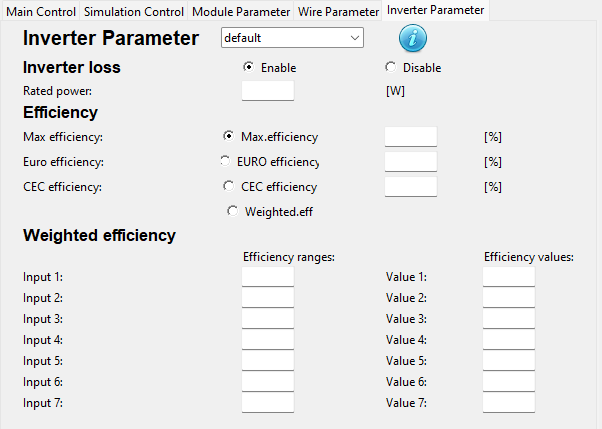 Main Control Simulation Control Module Parameter Wire Parameter Inverter Parameter
Inverter Parameter default i
Inverter loss Enable Disable
Rated power: [W]
Efficiency
Max efficiency: Max.efficiency [%]
Euro efficiency: EURO efficiency [%]
CEC efficiency: CEC efficiency [%]
Weighted.eff
Weighted efficiency
Efficiency ranges: Efficiency values:
Input 1: Value 1:
Input 2: Value 2:
Input 3: Value 3:
Input 4: Value 4:
Input 5: Value 5:
Input 6: Value 6:
Input 7: Value 7: